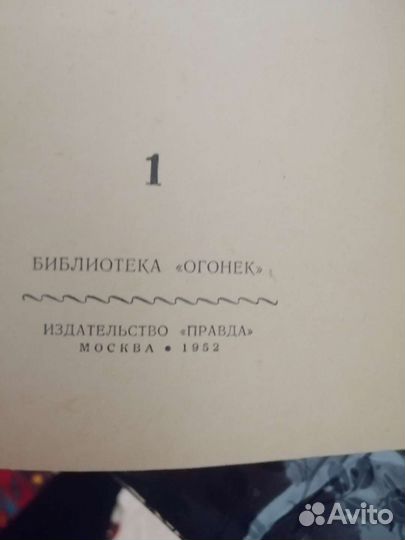 1
БИБЛИОТЕКА «ОГОНЕК»
ИЗДАТЕЛЬСТВО «ПРАВДА»
МОСКВА • 1952
Avito